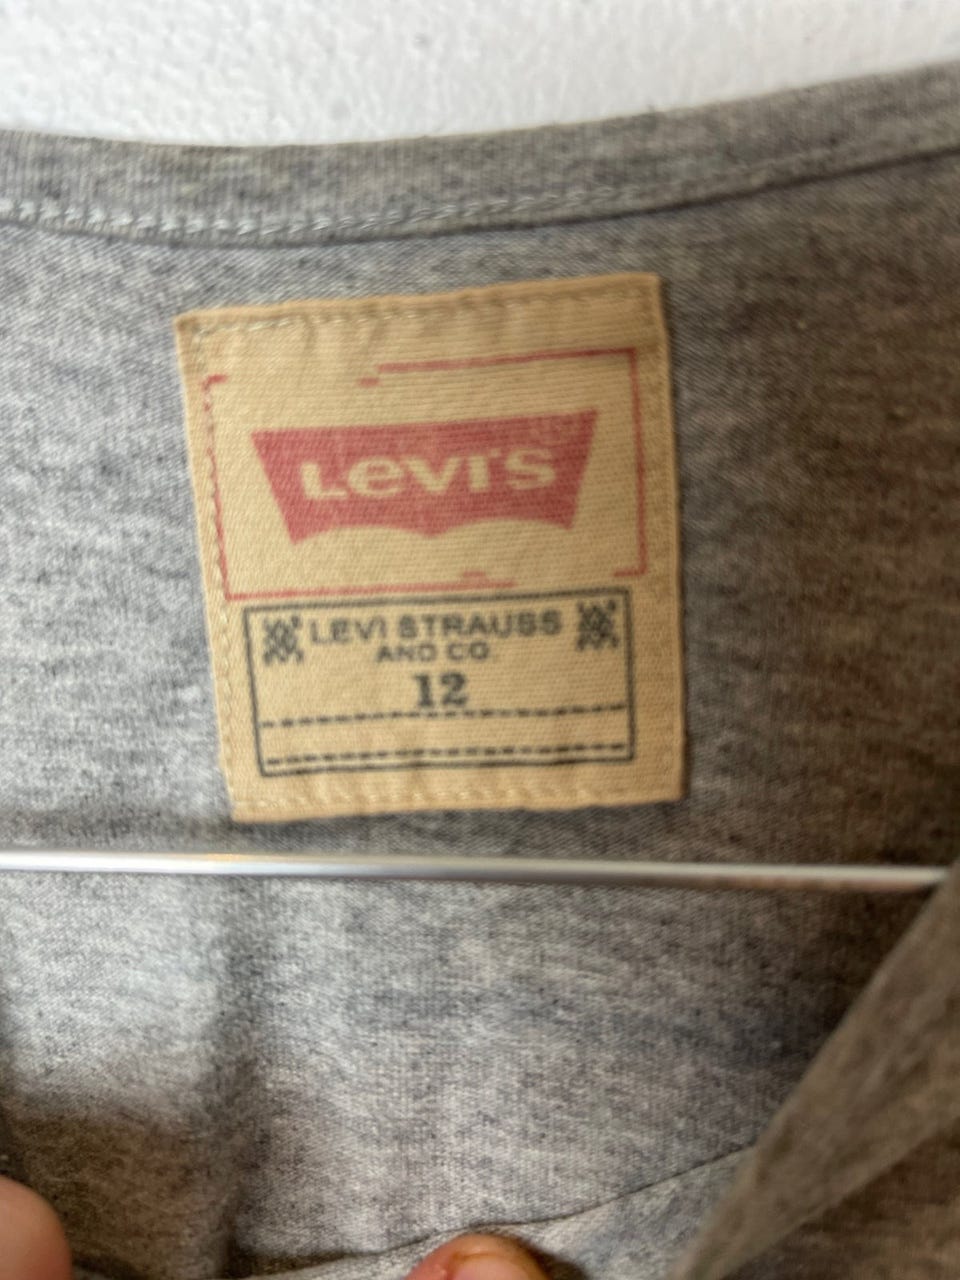 Levi's
LEVI STRAUSS
AND CO
12